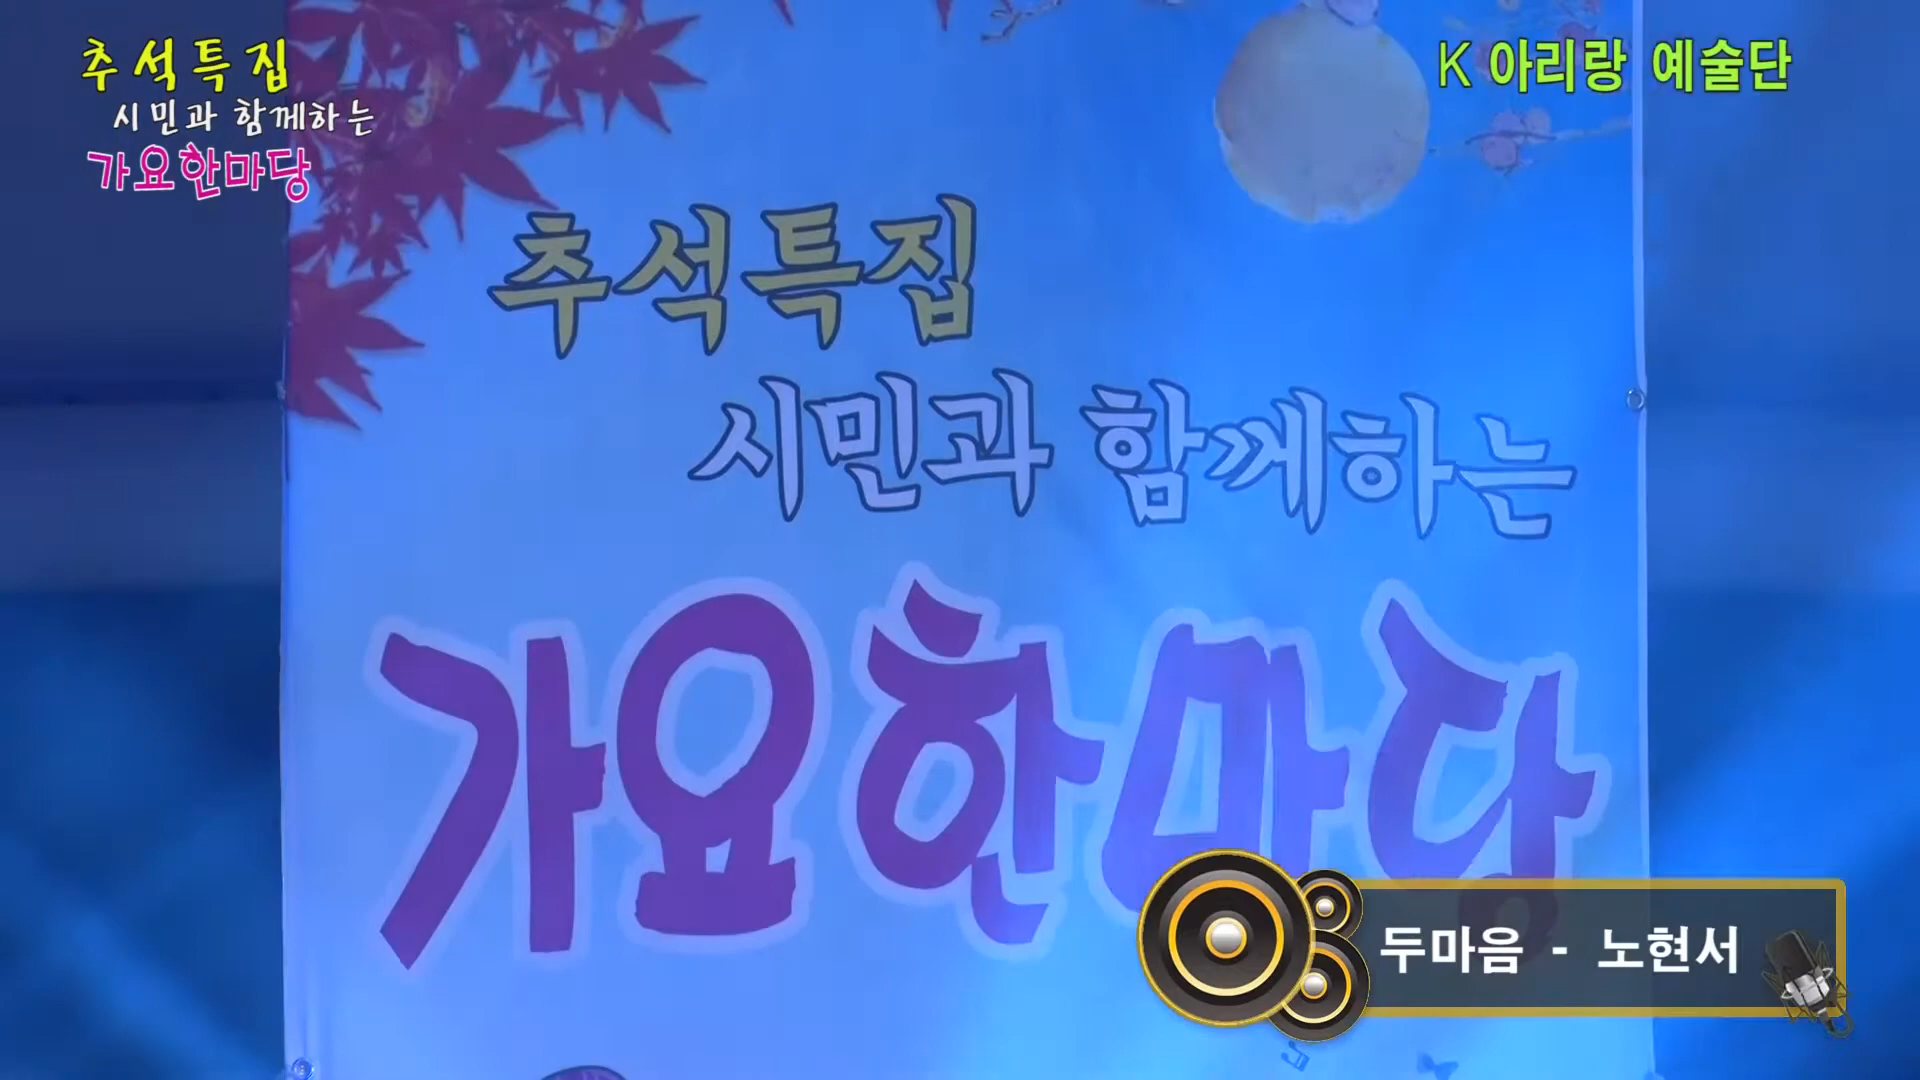 추석특집
시민과 함께하는
가요한마당
K 아리랑 예술단
추석특집
시민과 함께하는
가요한마당
두마음 - 노현서